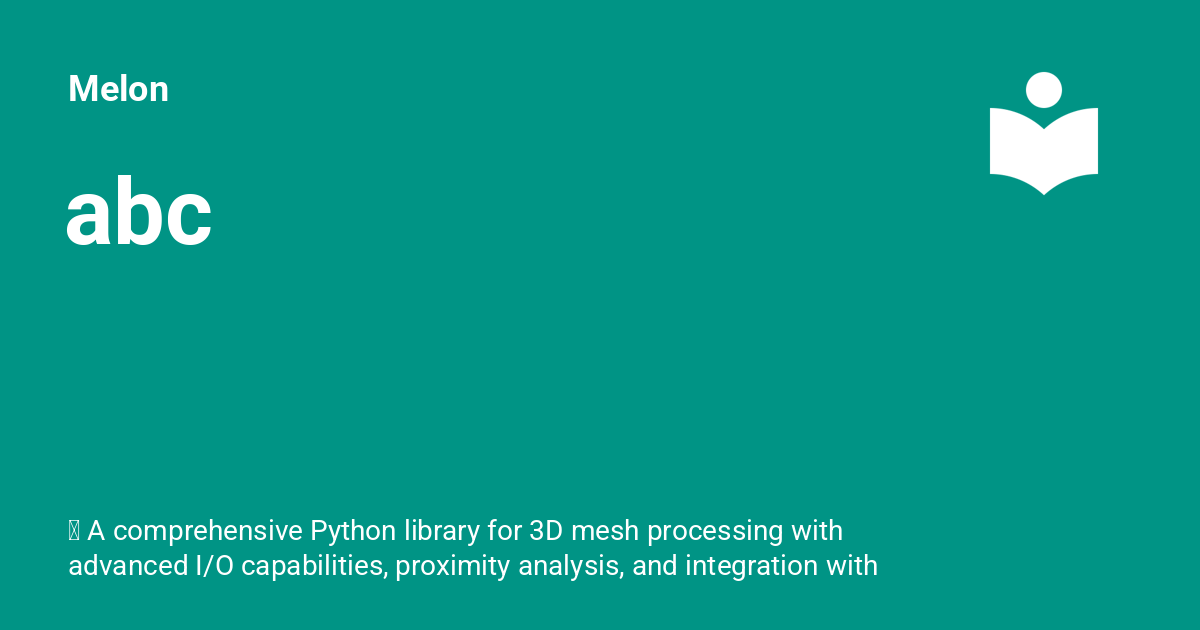 Melon
abc
A comprehensive Python library for 3D mesh processing with
advanced I/O capabilities, proximity analysis, and integration with